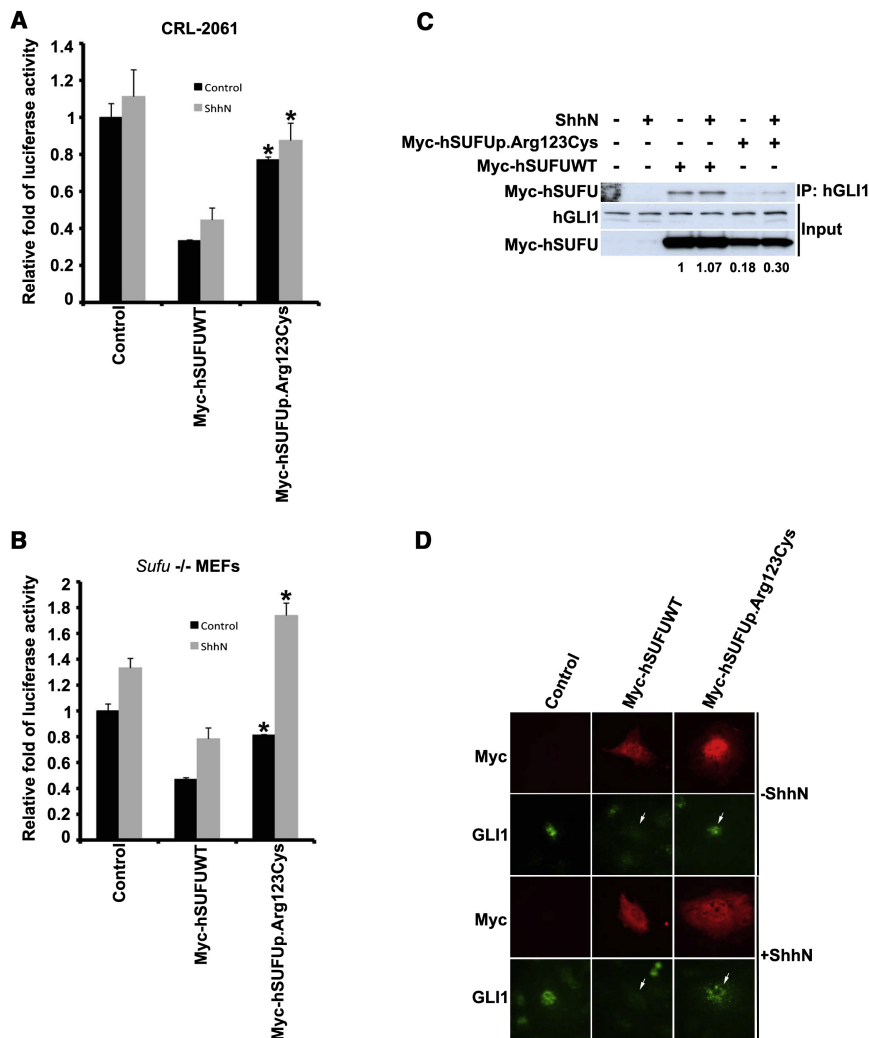 A
CRL-2061
Relative fold of luciferase activity
1.4
1.2
1
0.8
0.6
0.4
0.2
0
Control
ShhN
*
*
Control
Myc-hSUFUWT
Myc-hSUFUp.Arg123Cys
B
Sufu -/- MEFs
Relative fold of luciferase activity
2
1.8
1.6
1.4
1.2
1
0.8
0.6
0.4
0.2
0
Control
ShhN
*
*
Control
Myc-hSUFUWT
Myc-hSUFUp.Arg123Cys
C
ShhN - + - + - +
Myc-hSUFUp.Arg123Cys - - - - + +
Myc-hSUFUWT - - + + - -
Myc-hSUFU IP: hGLI1
hGLI1
Input
Myc-hSUFU
1 1.07 0.18 0.30
D
Control
Myc-hSUFUWT
Myc-hSUFUp.Arg123Cys
Myc
-ShhN
GLI1
Myc
+ShhN
GLI1